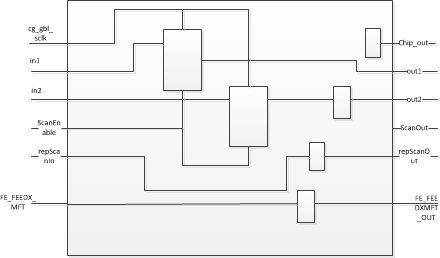 cg_gbl_
sclk
in1
in2
ScanEn
able
repSca
nIn
FE_FEEDX_
MFT
Chip_out
out1
out2
ScanOut
repScanO
ut
FE_FEE
DXMFT
_OUT